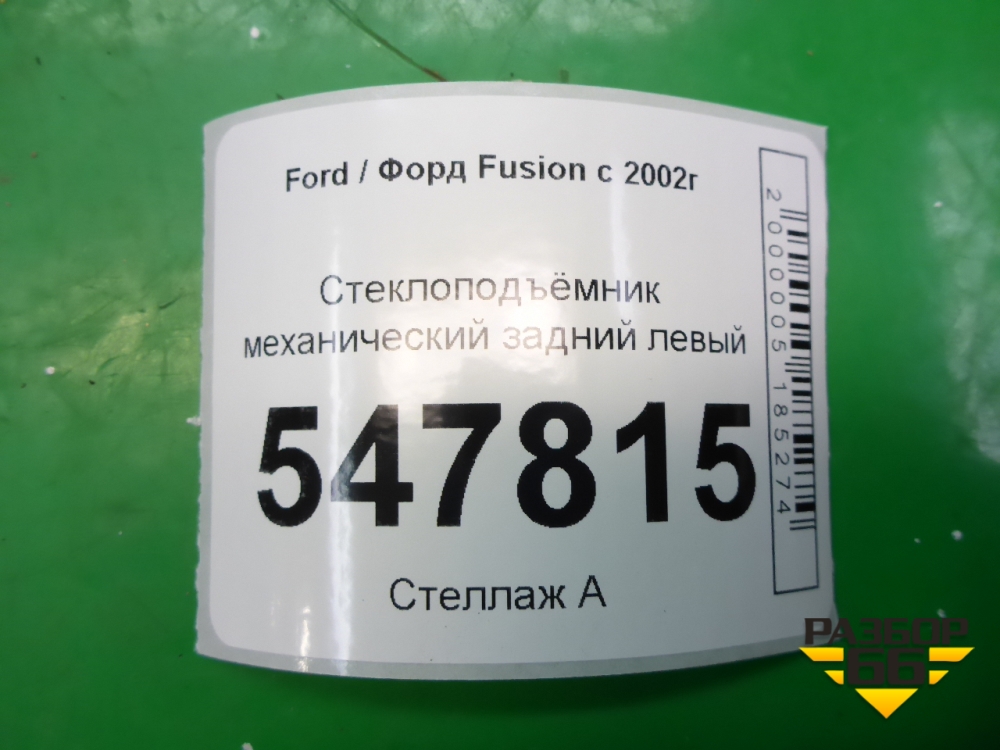 Ford / Форд Fusion с 2002г
Стеклоподъёмник
механический задний левый
547815
Стеллаж А
2000005185274
РАЗБОР
66